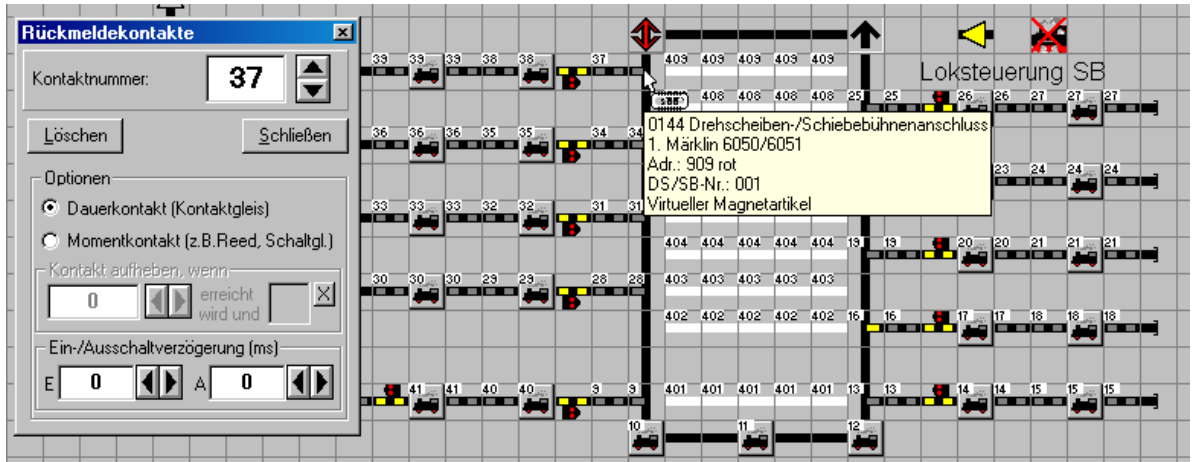 Rückmeldekontakte
Kontaktnummer: 37
Löschen Schließen
Optionen
Dauerkontakt (Kontaktgleis)
Momentkontakt (z.B.Reed, Schaltgl.)
Kontakt aufheben, wenn
0 erreicht wird und X
Ein-/Ausschaltverzögerung (ms)
E 0 A 0
39 39 39 38 38 37 409 409 409 409 409
Loksteuerung SB
408 408 408 408 25 25 26 26 27 27 27
0144 Drehscheiben-/Schiebebühnenanschluss
1. Märklin 6050/6051
Adr.: 909 rot
DS/SB-Nr.: 001
Virtueller Magnetartikel
36 36 36 35 35 34 34
23 24 24 24
33 33 33 32 32 31 31
404 404 404 404 404 19 19 20 20 21 21 21
30 30 30 29 29 28 28 403 403 403 403 403
402 402 402 402 402 16 16 17 17 18 18 18
41 41 40 40 9 9 401 401 401 401 401 13 13 14 14 15 15 15
10 11 12